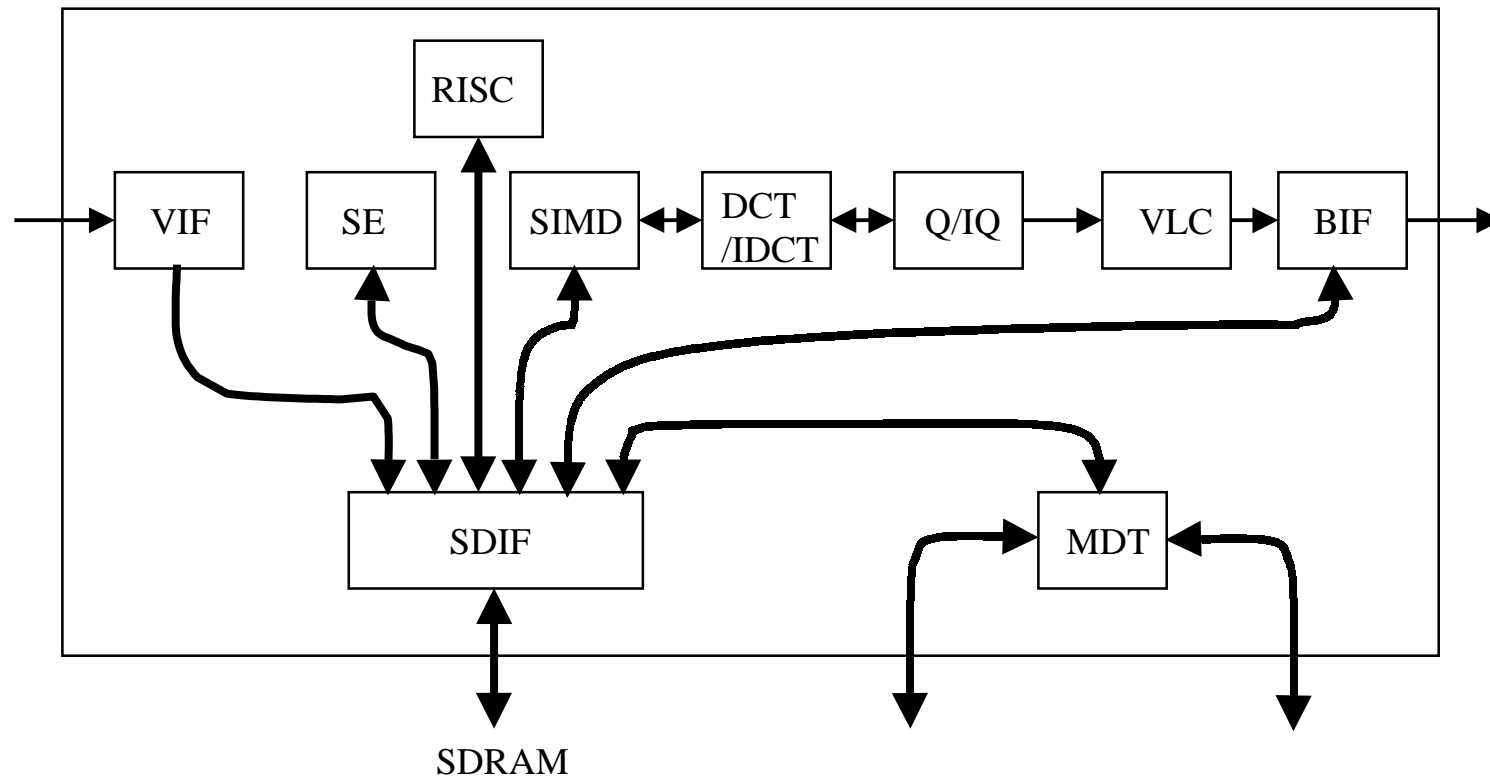 RISC
VIF
SE
SIMD
DCT
/IDCT
Q/IQ
VLC
BIF
SDIF
MDT
SDRAM